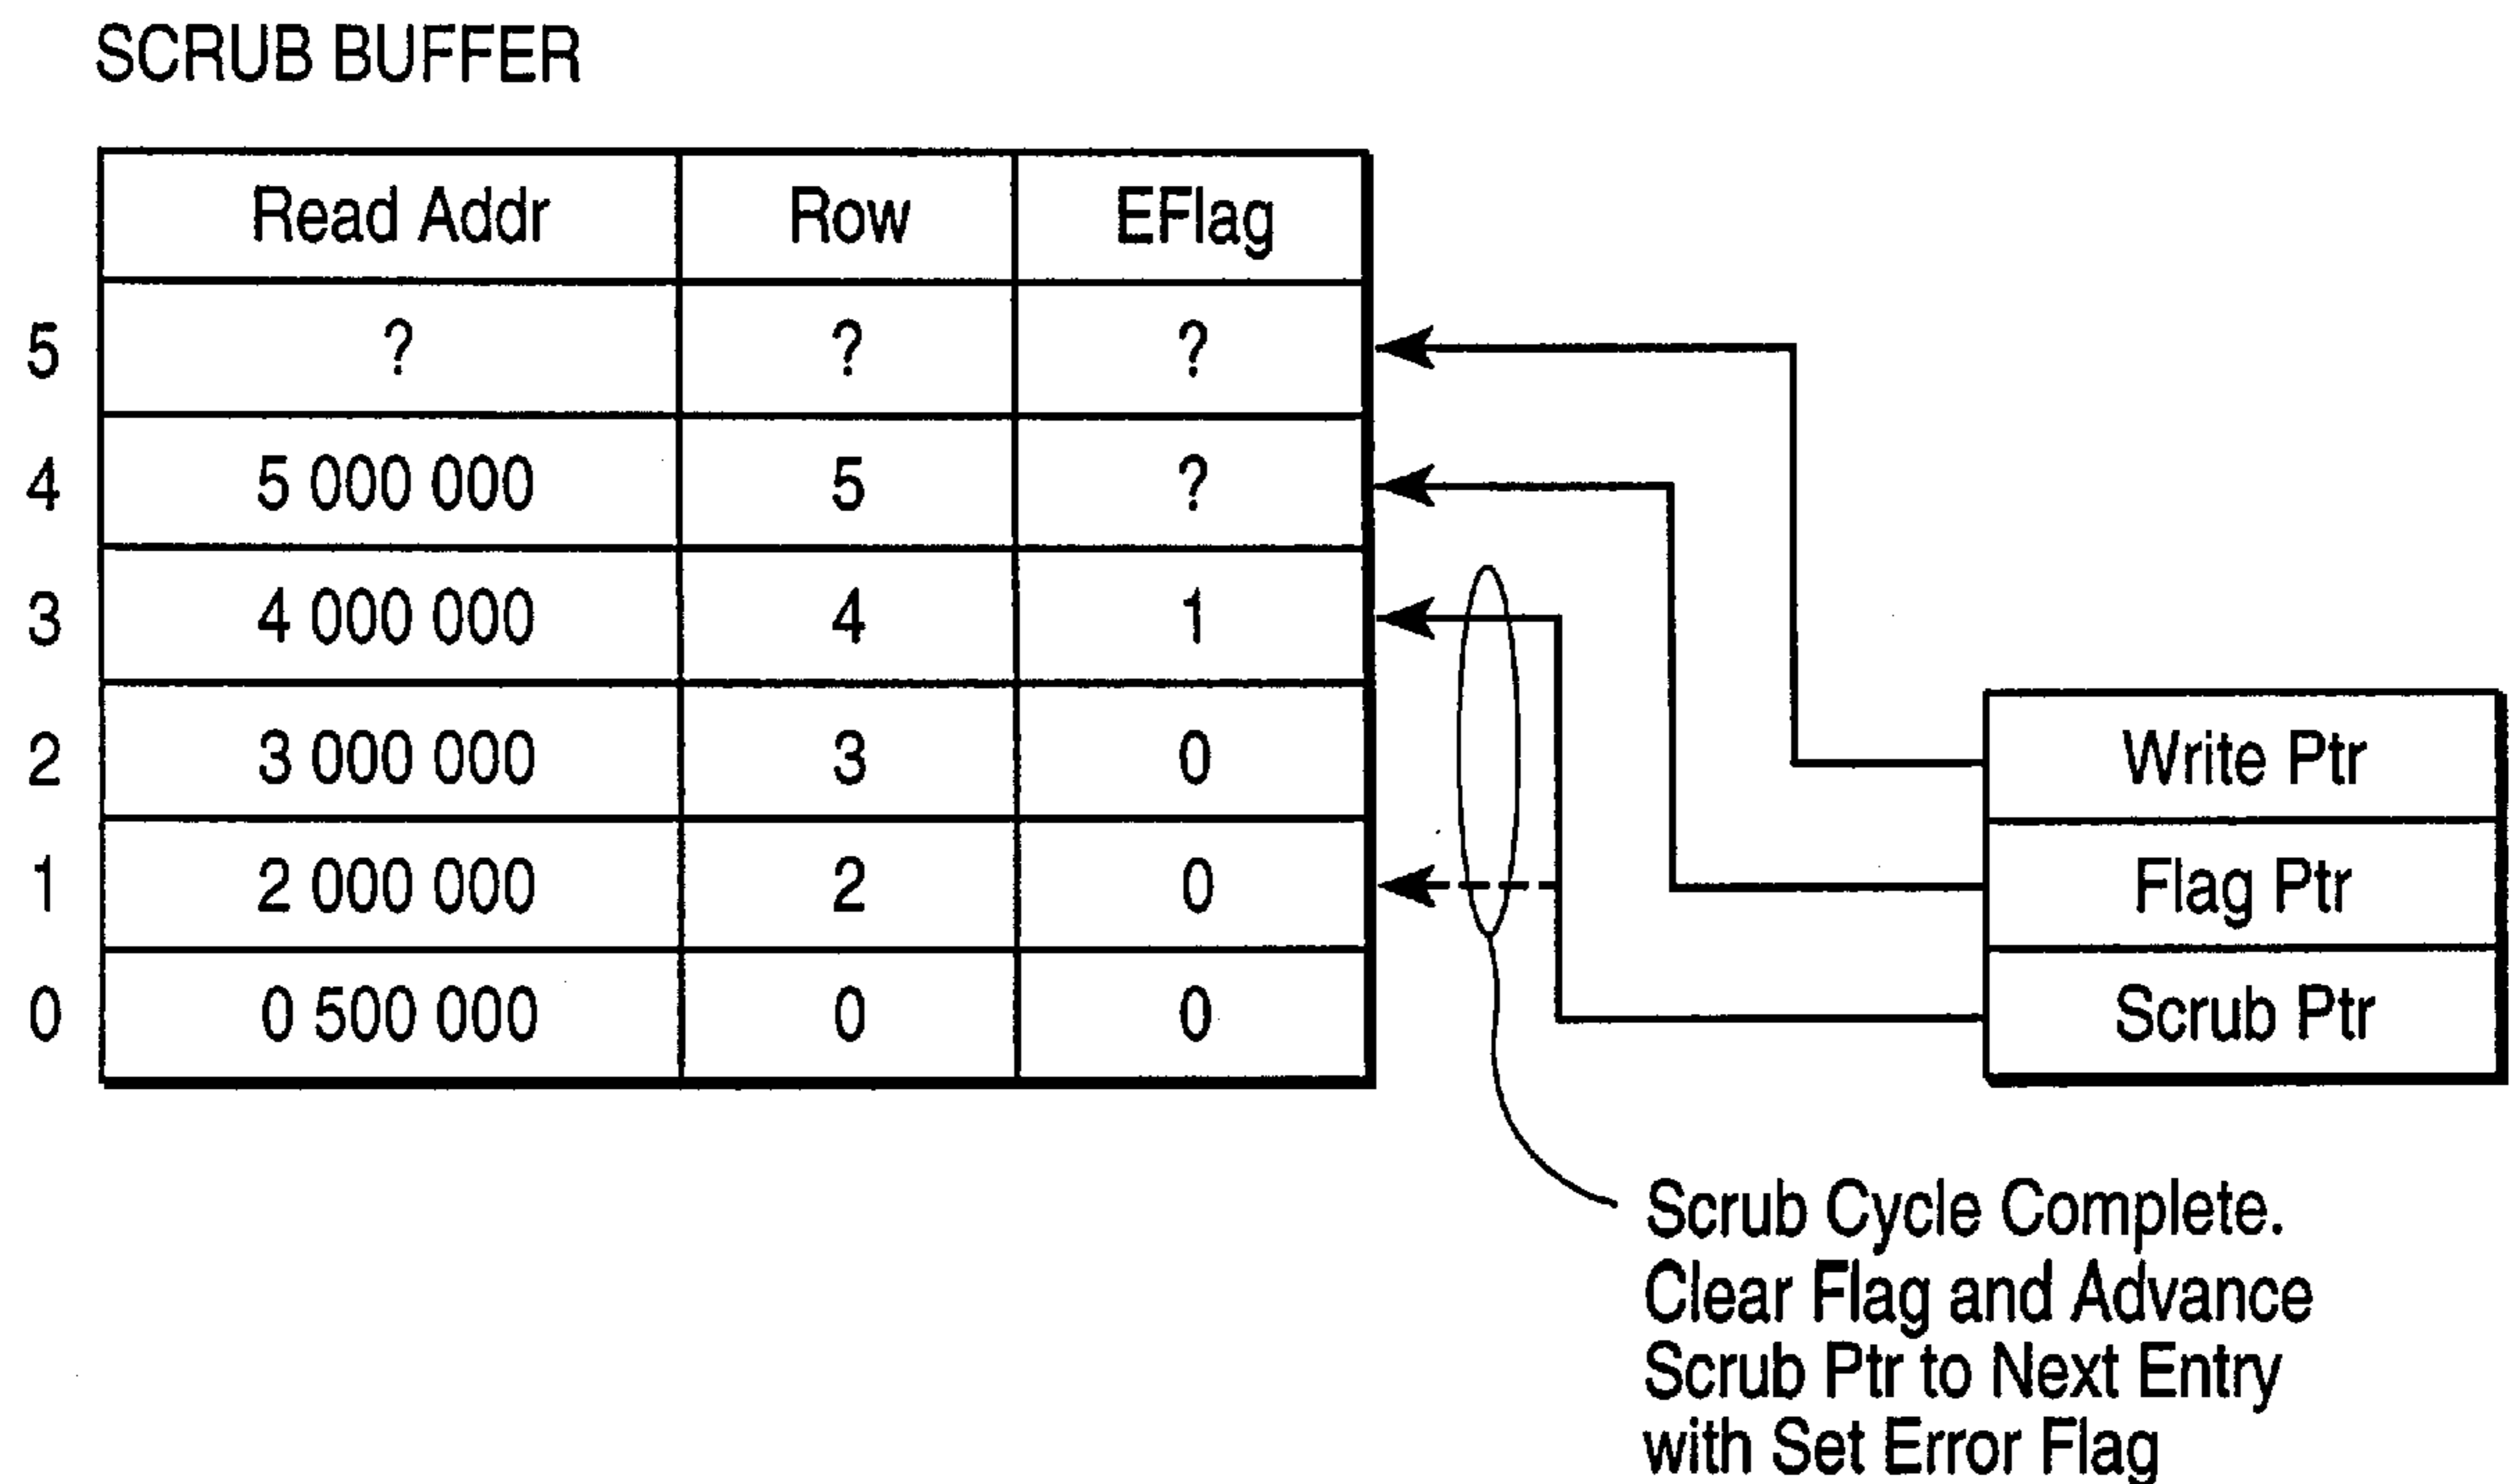 SCRUB BUFFER
Read Addr Row EFlag
5 ? ? ?
4 5 000 000 5 ?
3 4 000 000 4 1
2 3 000 000 3 0
1 2 000 000 2 0
0 0 500 000 0 0
Write Ptr
Flag Ptr
Scrub Ptr
Scrub Cycle Complete.
Clear Flag and Advance
Scrub Ptr to Next Entry
with Set Error Flag